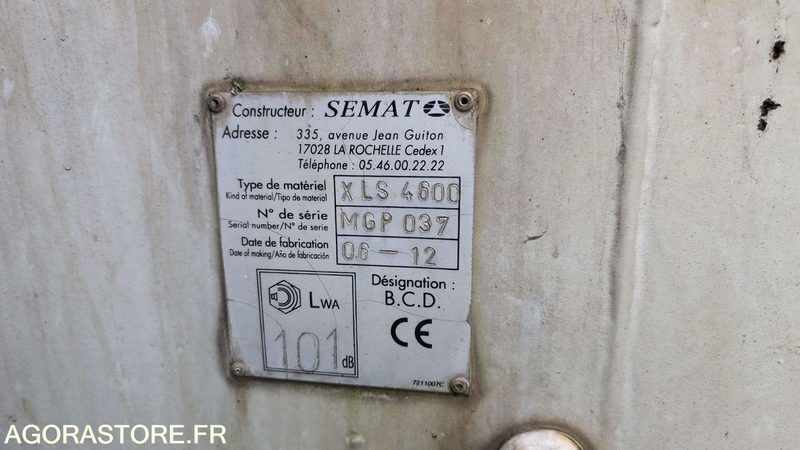 Constructeur : SEMAT
Adresse : 335, avenue Jean Guiton
17028 LA ROCHELLE Cedex 1
Téléphone : 05.46.00.22.22
Type de matériel XLS 4600
Kind of material/Tipo de material
N° de série MGP 037
Serial number/N° de serie
Date de fabrication 06-12
Date of making/Año de fabricación
Désignation :
B.C.D.
LWA
101 dB
CE
7211007C
AGORASTORE.FR